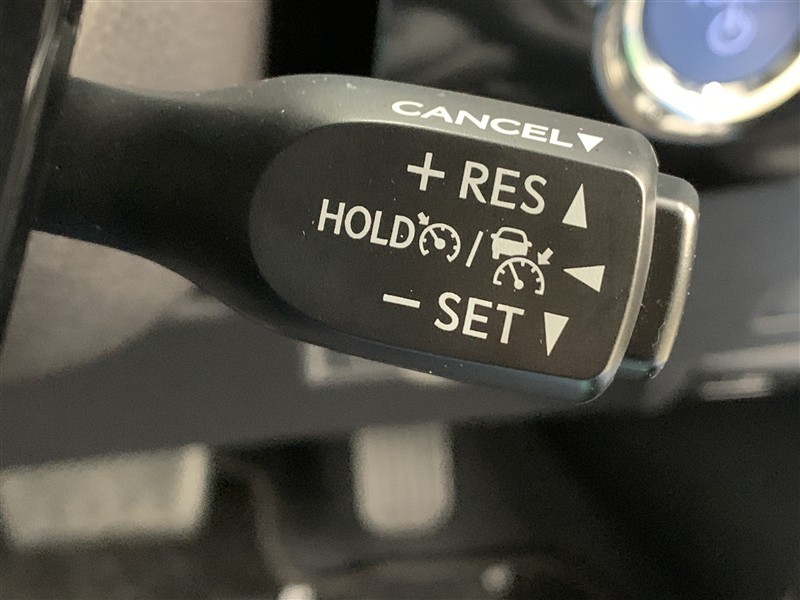 CANCEL▼
+ RES ▲
HOLD / ◀
− SET ▼